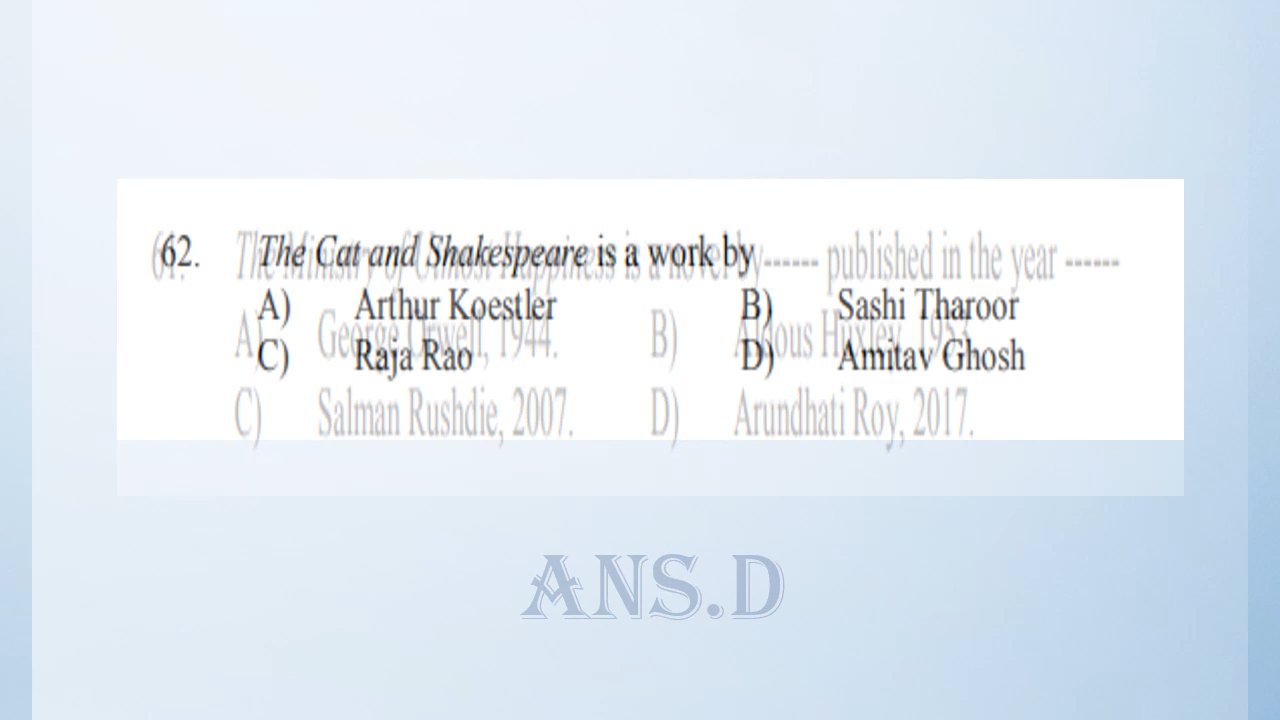 62. The Cat and Shakespeare is a work by
A) Arthur Koestler B) Sashi Tharoor
C) Raja Rao D) Amitav Ghosh
61. The Ministry of Utmost Happiness is a novel by------ published in the year ------
A) George Orwell, 1944. B) Aldous Huxley, 1953.
C) Salman Rushdie, 2007. D) Arundhati Roy, 2017.
ANS.D